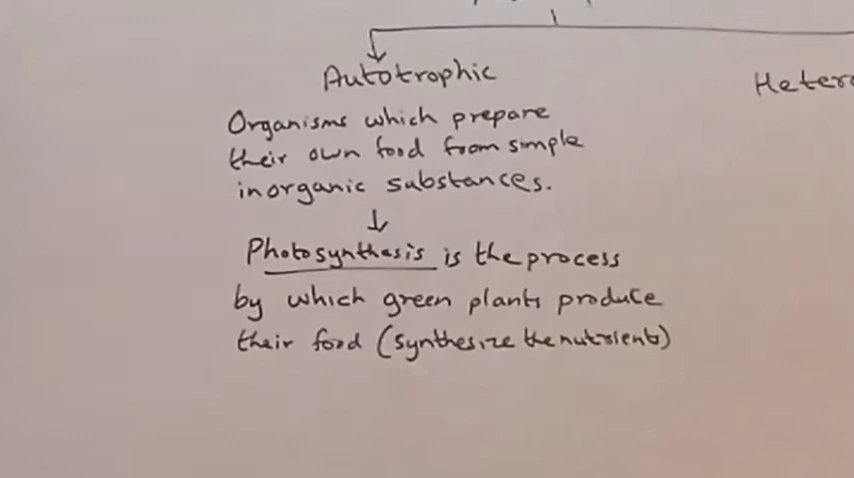 Autotrophic
Heter
Organisms which prepare
their own food from simple
inorganic substances.
Photosynthesis is the process
by which green plants produce
their food (synthesize the nutrients)